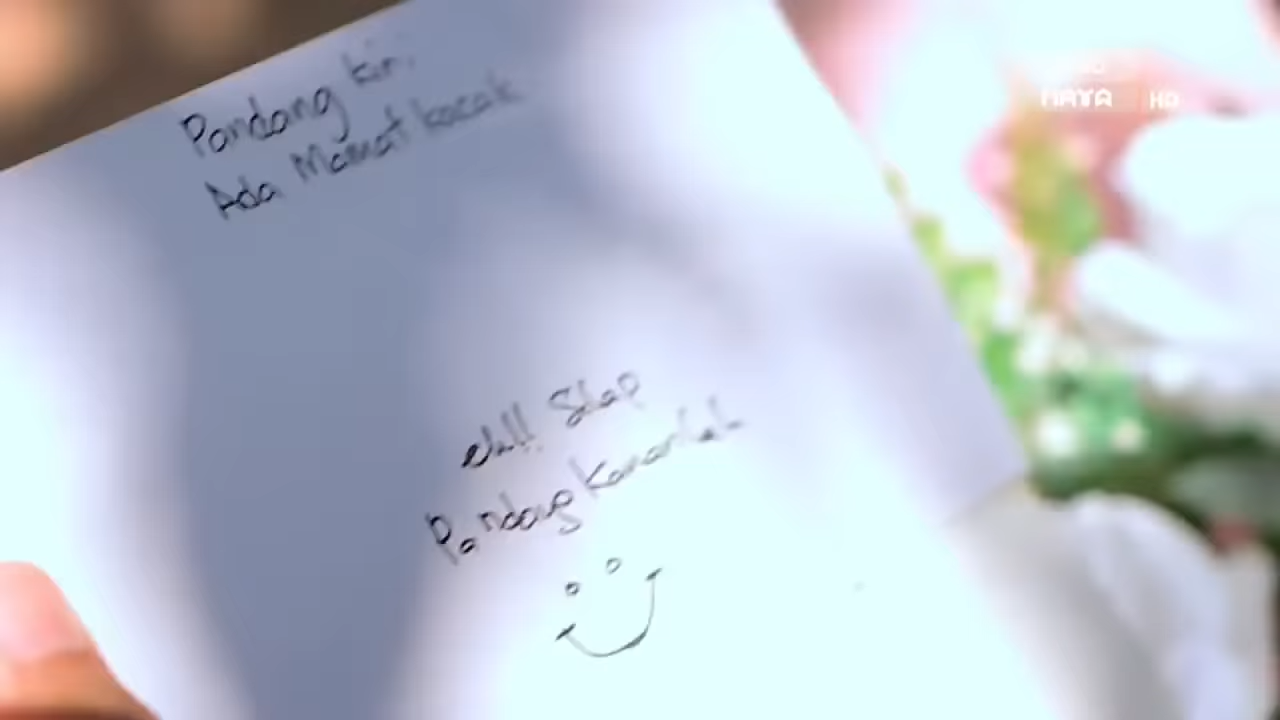 Pandang kiri
Ada Mamat kacak
eh!! Silap
Pandang Kananlah
MAYA HD